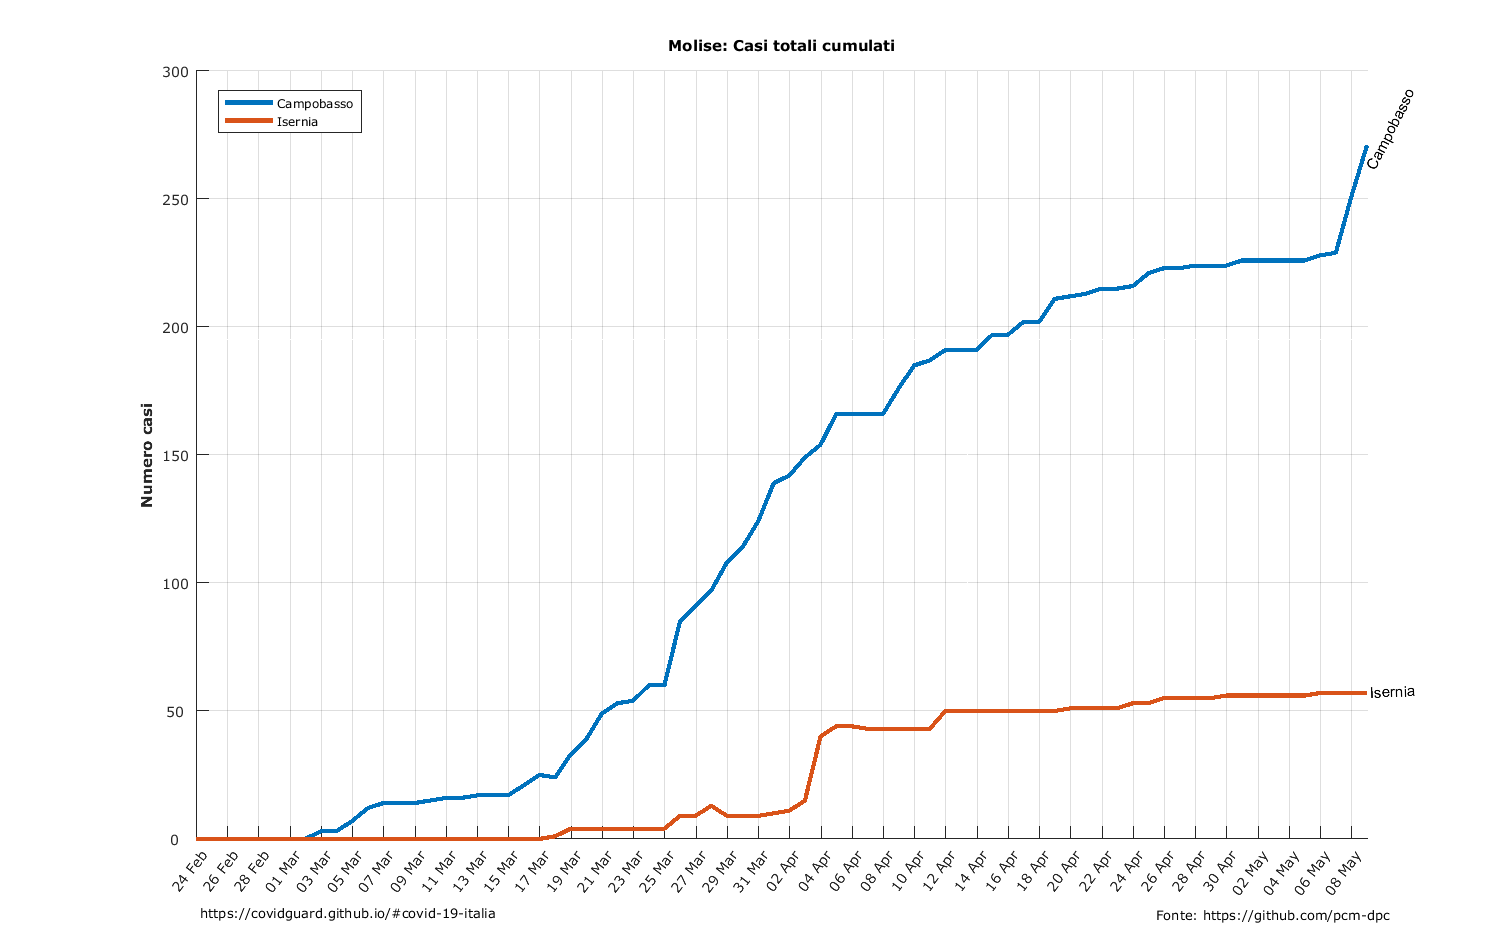 Molise: Casi totali cumulati
Campobasso
Isernia
Numero casi
300
250
200
150
100
50
0
Campobasso
Isernia
24 Feb
26 Feb
28 Feb
01 Mar
03 Mar
05 Mar
07 Mar
09 Mar
11 Mar
13 Mar
15 Mar
17 Mar
19 Mar
21 Mar
23 Mar
25 Mar
27 Mar
29 Mar
31 Mar
02 Apr
04 Apr
06 Apr
08 Apr
10 Apr
12 Apr
14 Apr
16 Apr
18 Apr
20 Apr
22 Apr
24 Apr
26 Apr
28 Apr
30 Apr
02 May
04 May
06 May
08 May
https://covidguard.github.io/#covid-19-italia
Fonte: https://github.com/pcm-dpc